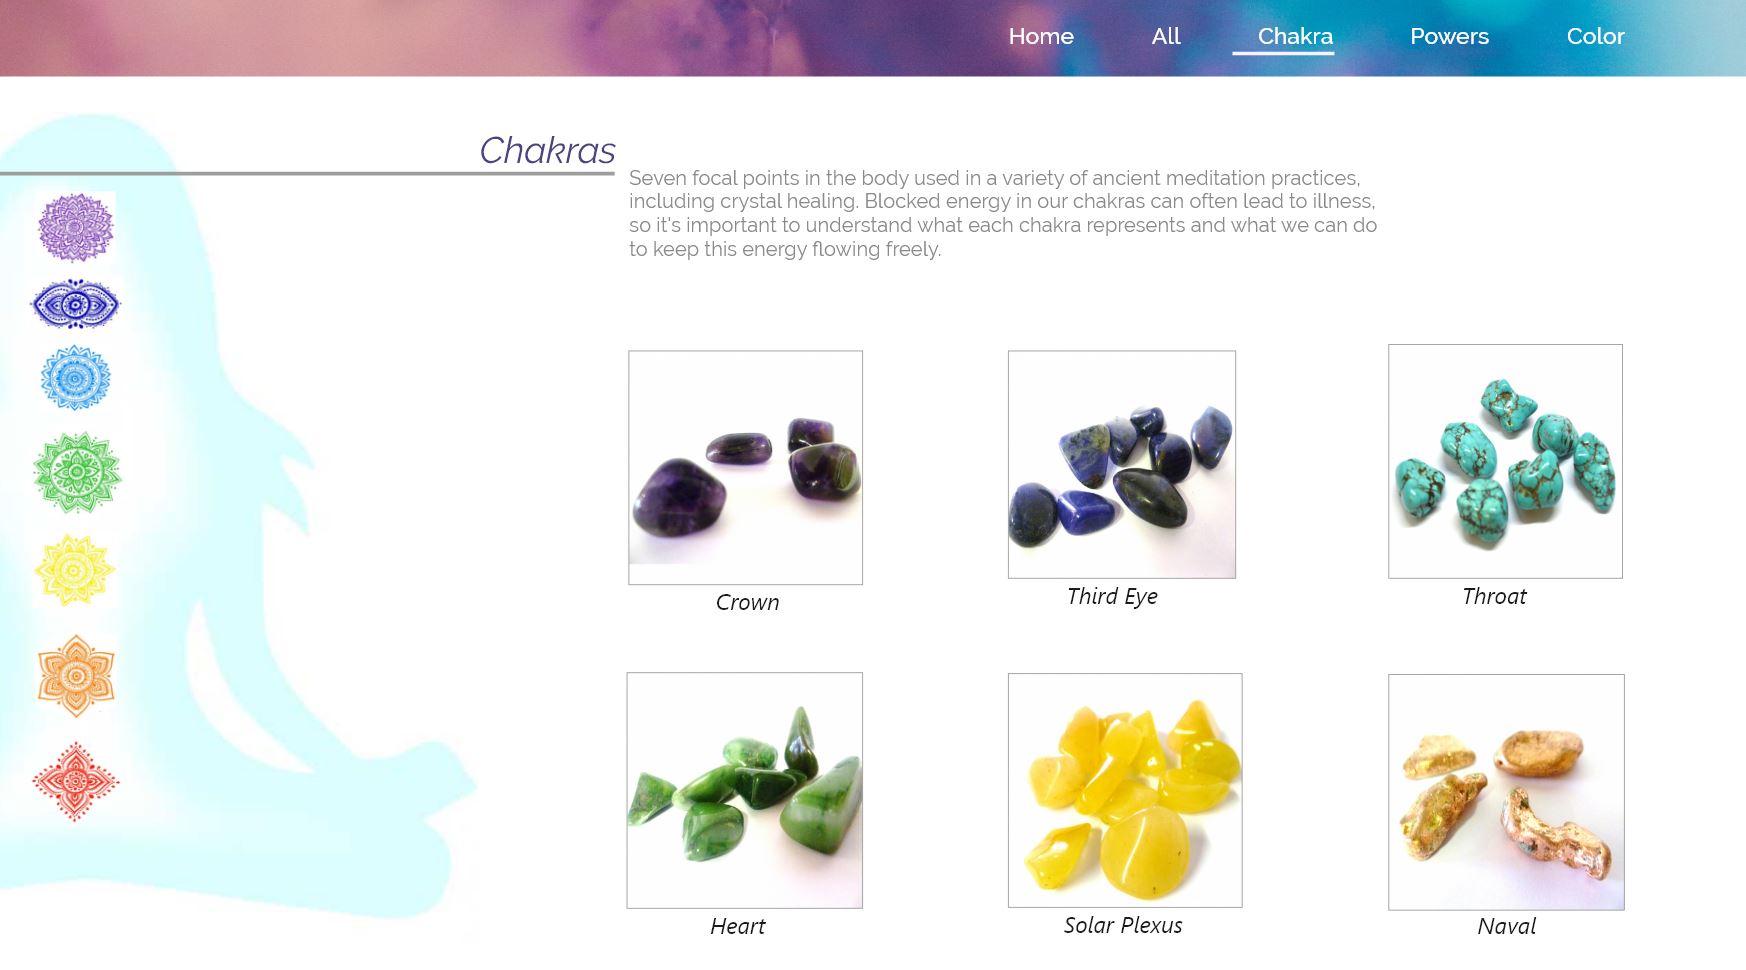 Home All Chakra Powers Color
Chakras
Seven focal points in the body used in a variety of ancient meditation practices,
including crystal healing. Blocked energy in our chakras can often lead to illness,
so it's important to understand what each chakra represents and what we can do
to keep this energy flowing freely.
Crown
Third Eye
Throat
Heart
Solar Plexus
Naval